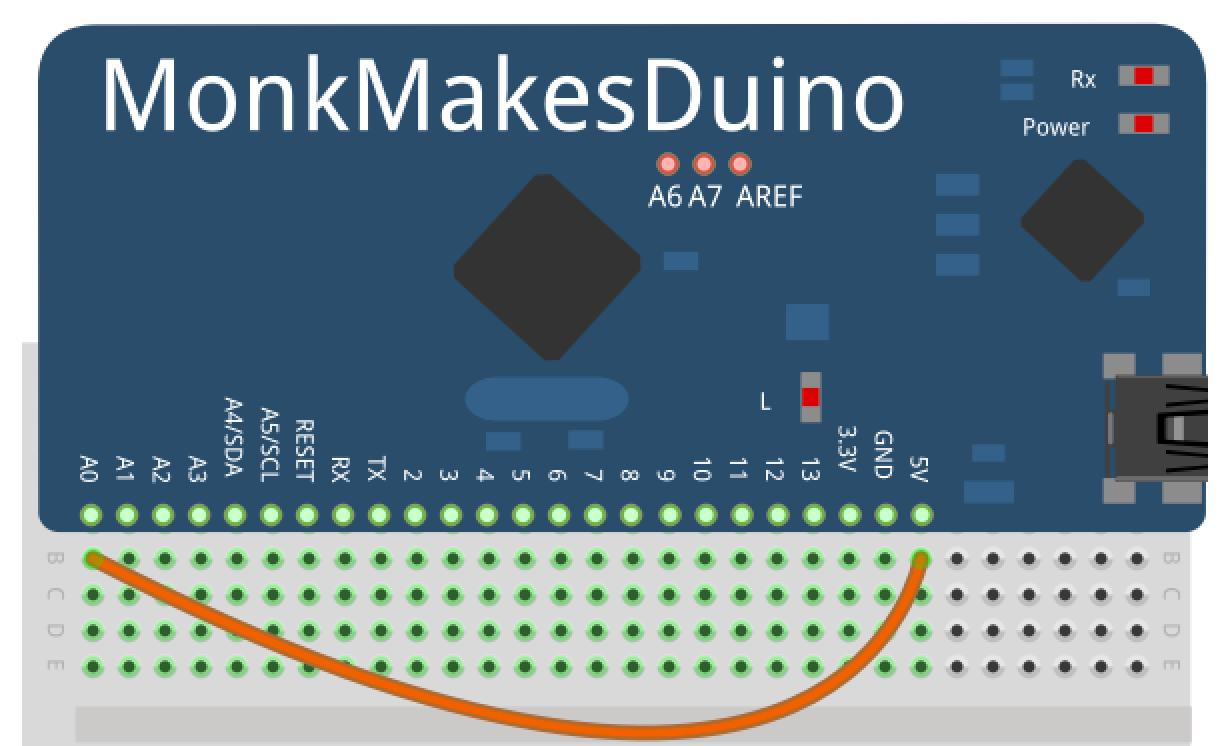 MonkMakesDuino
Rx
Power
A6 A7 AREF
L
A0 A1 A2 A3 A4/SDA A5/SCL RESET RX TX 2 3 4 5 6 7 8 9 10 11 12 13 3.3V GND 5V
B B
C C
D D
E E